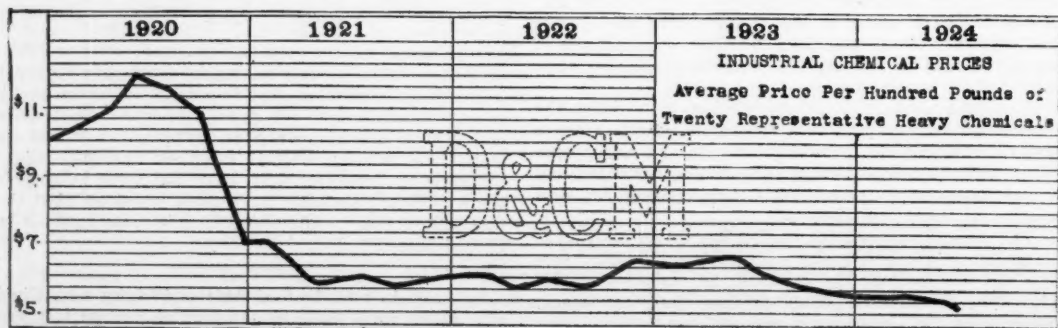 1920 1921 1922 1923 1924
INDUSTRIAL CHEMICAL PRICES
Average Price Per Hundred Pounds of
Twenty Representative Heavy Chemicals
$11.
$9.
$7.
$5.
D&CM